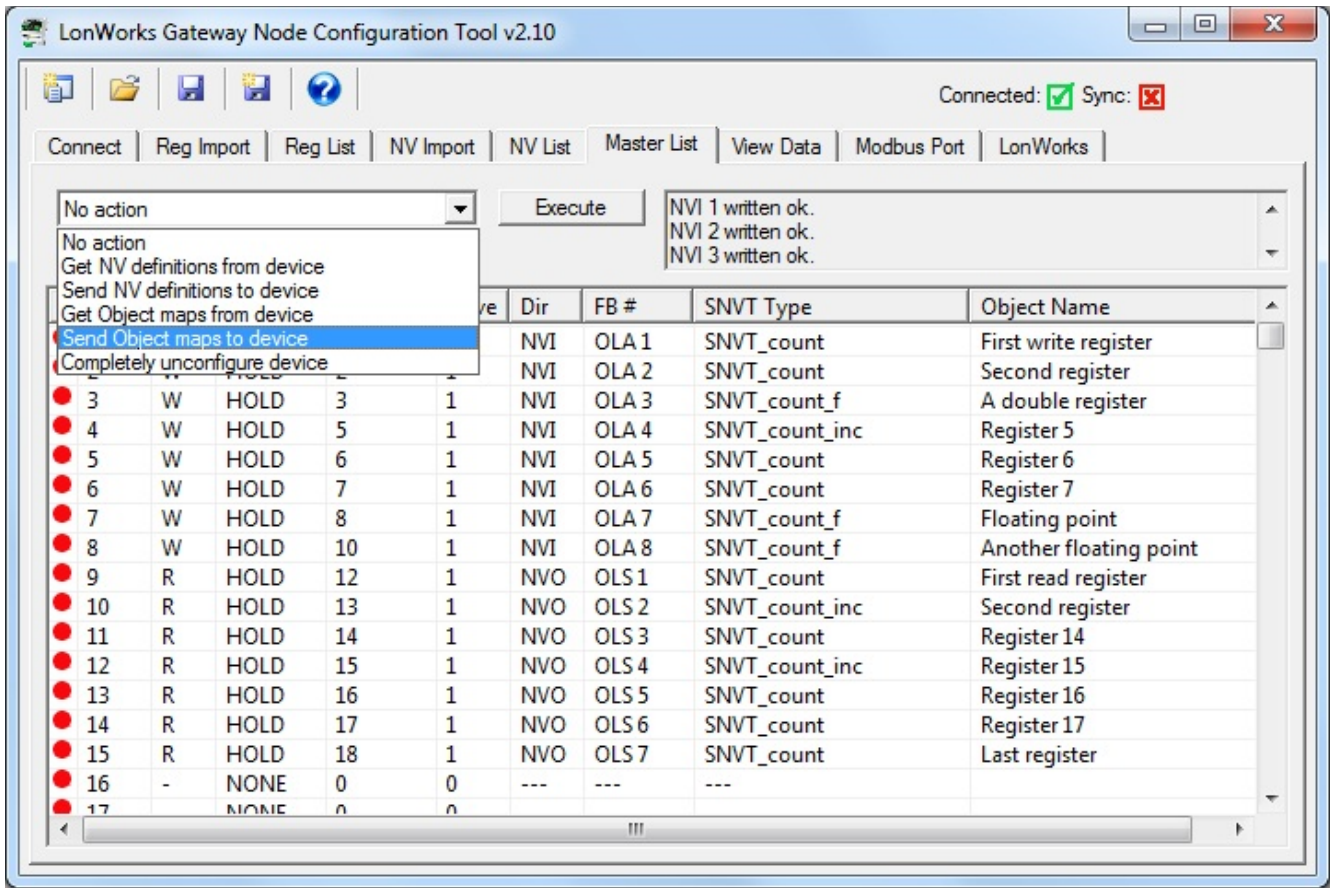 LonWorks Gateway Node Configuration Tool v2.10
Connected: Sync:
Connect Reg Import Reg List NV Import NV List Master List View Data Modbus Port LonWorks
No action Execute
NVI 1 written ok.
NVI 2 written ok.
NVI 3 written ok.
No action
Get NV definitions from device
Send NV definitions to device
Get Object maps from device
Send Object maps to device
Completely unconfigure device
ve Dir FB # SNVT Type Object Name
NVI OLA 1 SNVT_count First write register
2 W HOLD 2 1 NVI OLA 2 SNVT_count Second register
3 W HOLD 3 1 NVI OLA 3 SNVT_count_f A double register
4 W HOLD 5 1 NVI OLA 4 SNVT_count_inc Register 5
5 W HOLD 6 1 NVI OLA 5 SNVT_count Register 6
6 W HOLD 7 1 NVI OLA 6 SNVT_count Register 7
7 W HOLD 8 1 NVI OLA 7 SNVT_count_f Floating point
8 W HOLD 10 1 NVI OLA 8 SNVT_count_f Another floating point
9 R HOLD 12 1 NVO OLS 1 SNVT_count First read register
10 R HOLD 13 1 NVO OLS 2 SNVT_count_inc Second register
11 R HOLD 14 1 NVO OLS 3 SNVT_count Register 14
12 R HOLD 15 1 NVO OLS 4 SNVT_count_inc Register 15
13 R HOLD 16 1 NVO OLS 5 SNVT_count Register 16
14 R HOLD 17 1 NVO OLS 6 SNVT_count Register 17
15 R HOLD 18 1 NVO OLS 7 SNVT_count Last register
16 - NONE 0 0 --- --- ---
17 NONE 0 0